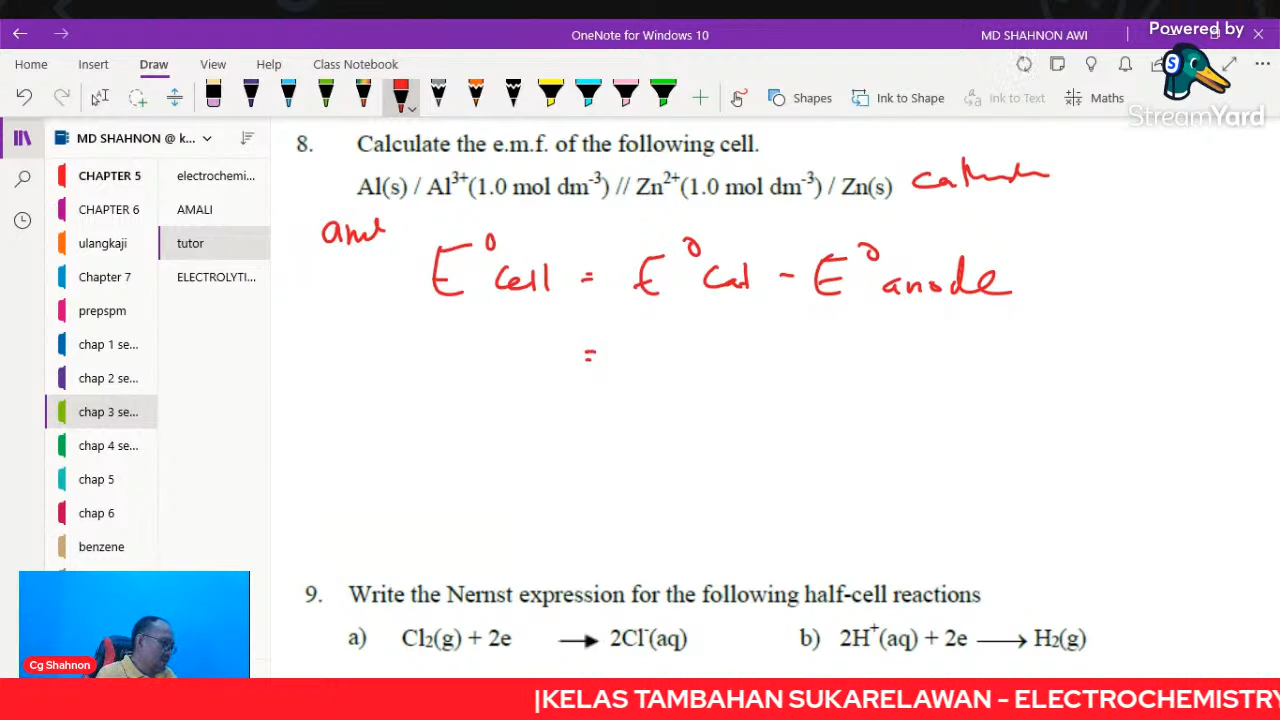 Powered by
StreamYard
OneNote for Windows 10
MD SHAHNON AWI
Home Insert Draw View Help Class Notebook
Shapes Ink to Shape Ink to Text Maths
MD SHAHNON @ k...
CHAPTER 5
CHAPTER 6
ulangkaji
Chapter 7
prepspm
chap 1 se...
chap 2 se...
chap 3 se...
chap 4 se...
chap 5
chap 6
benzene
electrochemi...
AMALI
tutor
ELECTROLYTI...
8. Calculate the e.m.f. of the following cell.
Al(s) / Al³⁺(1.0 mol dm⁻³) // Zn²⁺(1.0 mol dm⁻³) / Zn(s)
E⁰ cell = E⁰ cat - E⁰ anode
=
9. Write the Nernst expression for the following half-cell reactions
a) Cl₂(g) + 2e → 2Cl⁻(aq) b) 2H⁺(aq) + 2e → H₂(g)
Cg Shahnon
|KELAS TAMBAHAN SUKARELAWAN - ELECTROCHEMISTRY